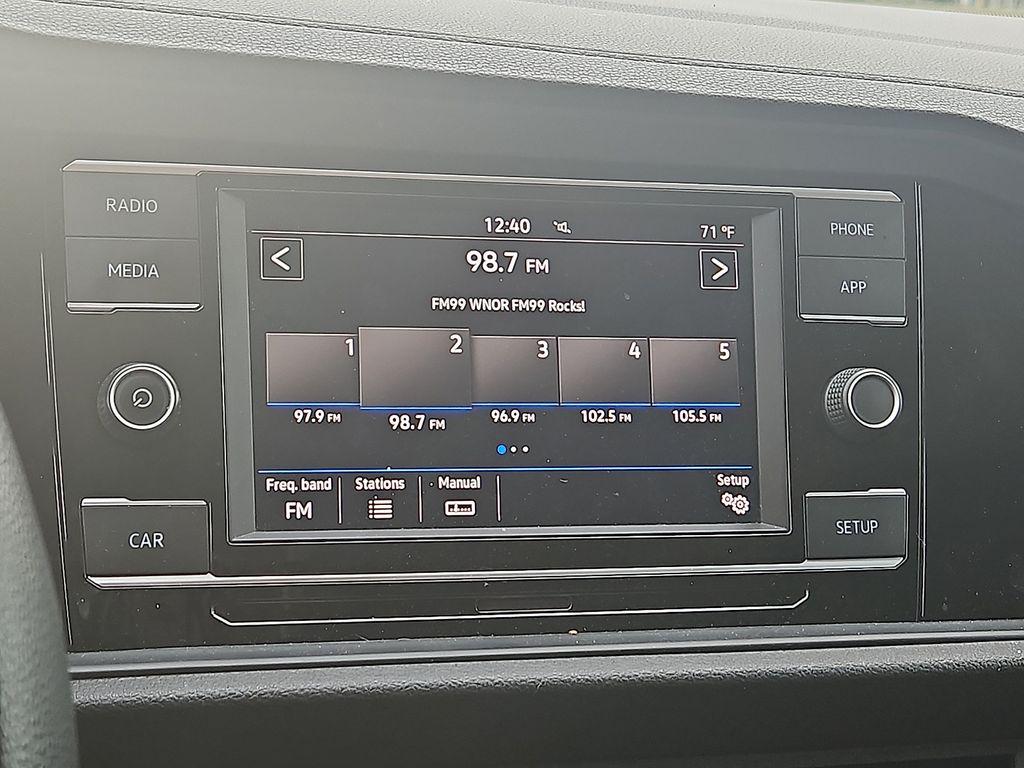 RADIO
MEDIA
PHONE
APP
12:40
71 °F
<
98.7 FM
>
FM99 WNOR FM99 Rocks!
1
2
3
4
5
97.9 FM
98.7 FM
96.9 FM
102.5 FM
105.5 FM
Freq. band
Stations
Manual
Setup
FM
CAR
SETUP